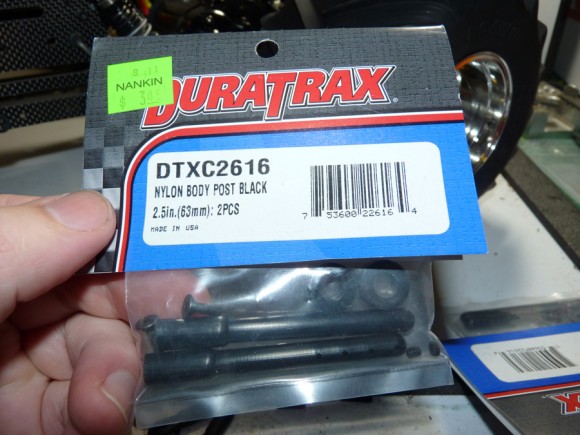 NANKIN
DURATRAX
DTXC2616
NYLON BODY POST BLACK
2.5in.(63mm): 2PCS
MADE IN USA
7 53600 22616 4